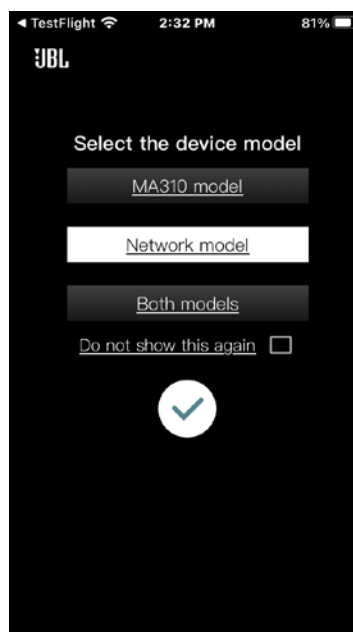 ◀ TestFlight 2:32 PM 81%
JBL
Select the device model
MA310 model
Network model
Both models
Do not show this again